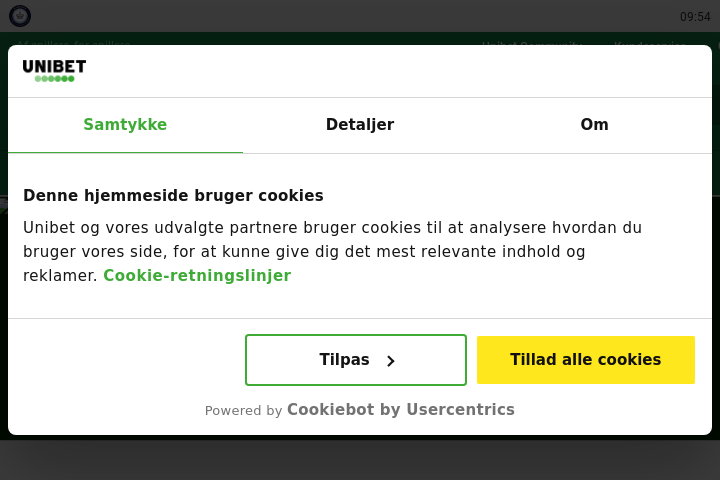 09:54
UNIBET
Samtykke
Detaljer
Om
Denne hjemmeside bruger cookies
Unibet og vores udvalgte partnere bruger cookies til at analysere hvordan du
bruger vores side, for at kunne give dig det mest relevante indhold og
reklamer. Cookie-retningslinjer
Tilpas
Tillad alle cookies
Powered by Cookiebot by Usercentrics